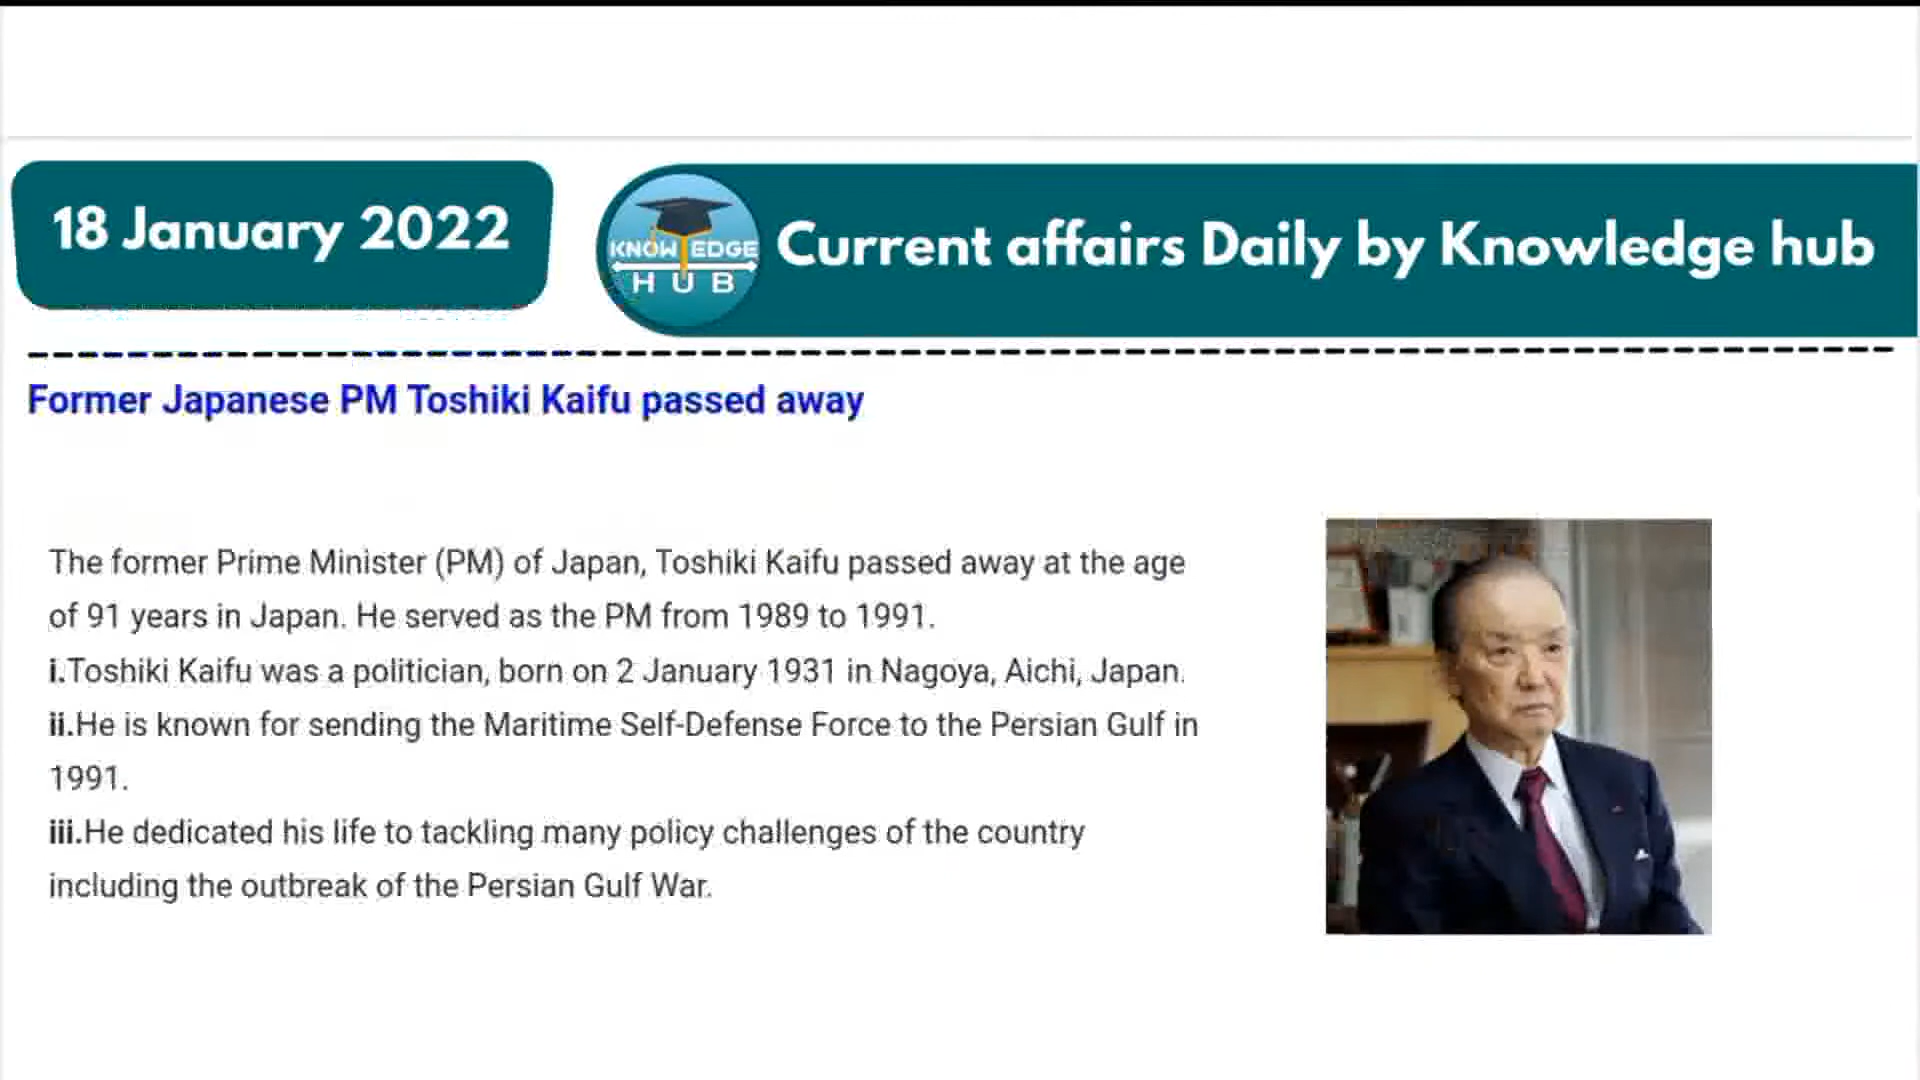 18 January 2022
KNOWLEDGE
HUB
Current affairs Daily by Knowledge hub
Former Japanese PM Toshiki Kaifu passed away
The former Prime Minister (PM) of Japan, Toshiki Kaifu passed away at the age
of 91 years in Japan. He served as the PM from 1989 to 1991.
i.Toshiki Kaifu was a politician, born on 2 January 1931 in Nagoya, Aichi, Japan.
ii.He is known for sending the Maritime Self-Defense Force to the Persian Gulf in
1991.
iii.He dedicated his life to tackling many policy challenges of the country
including the outbreak of the Persian Gulf War.